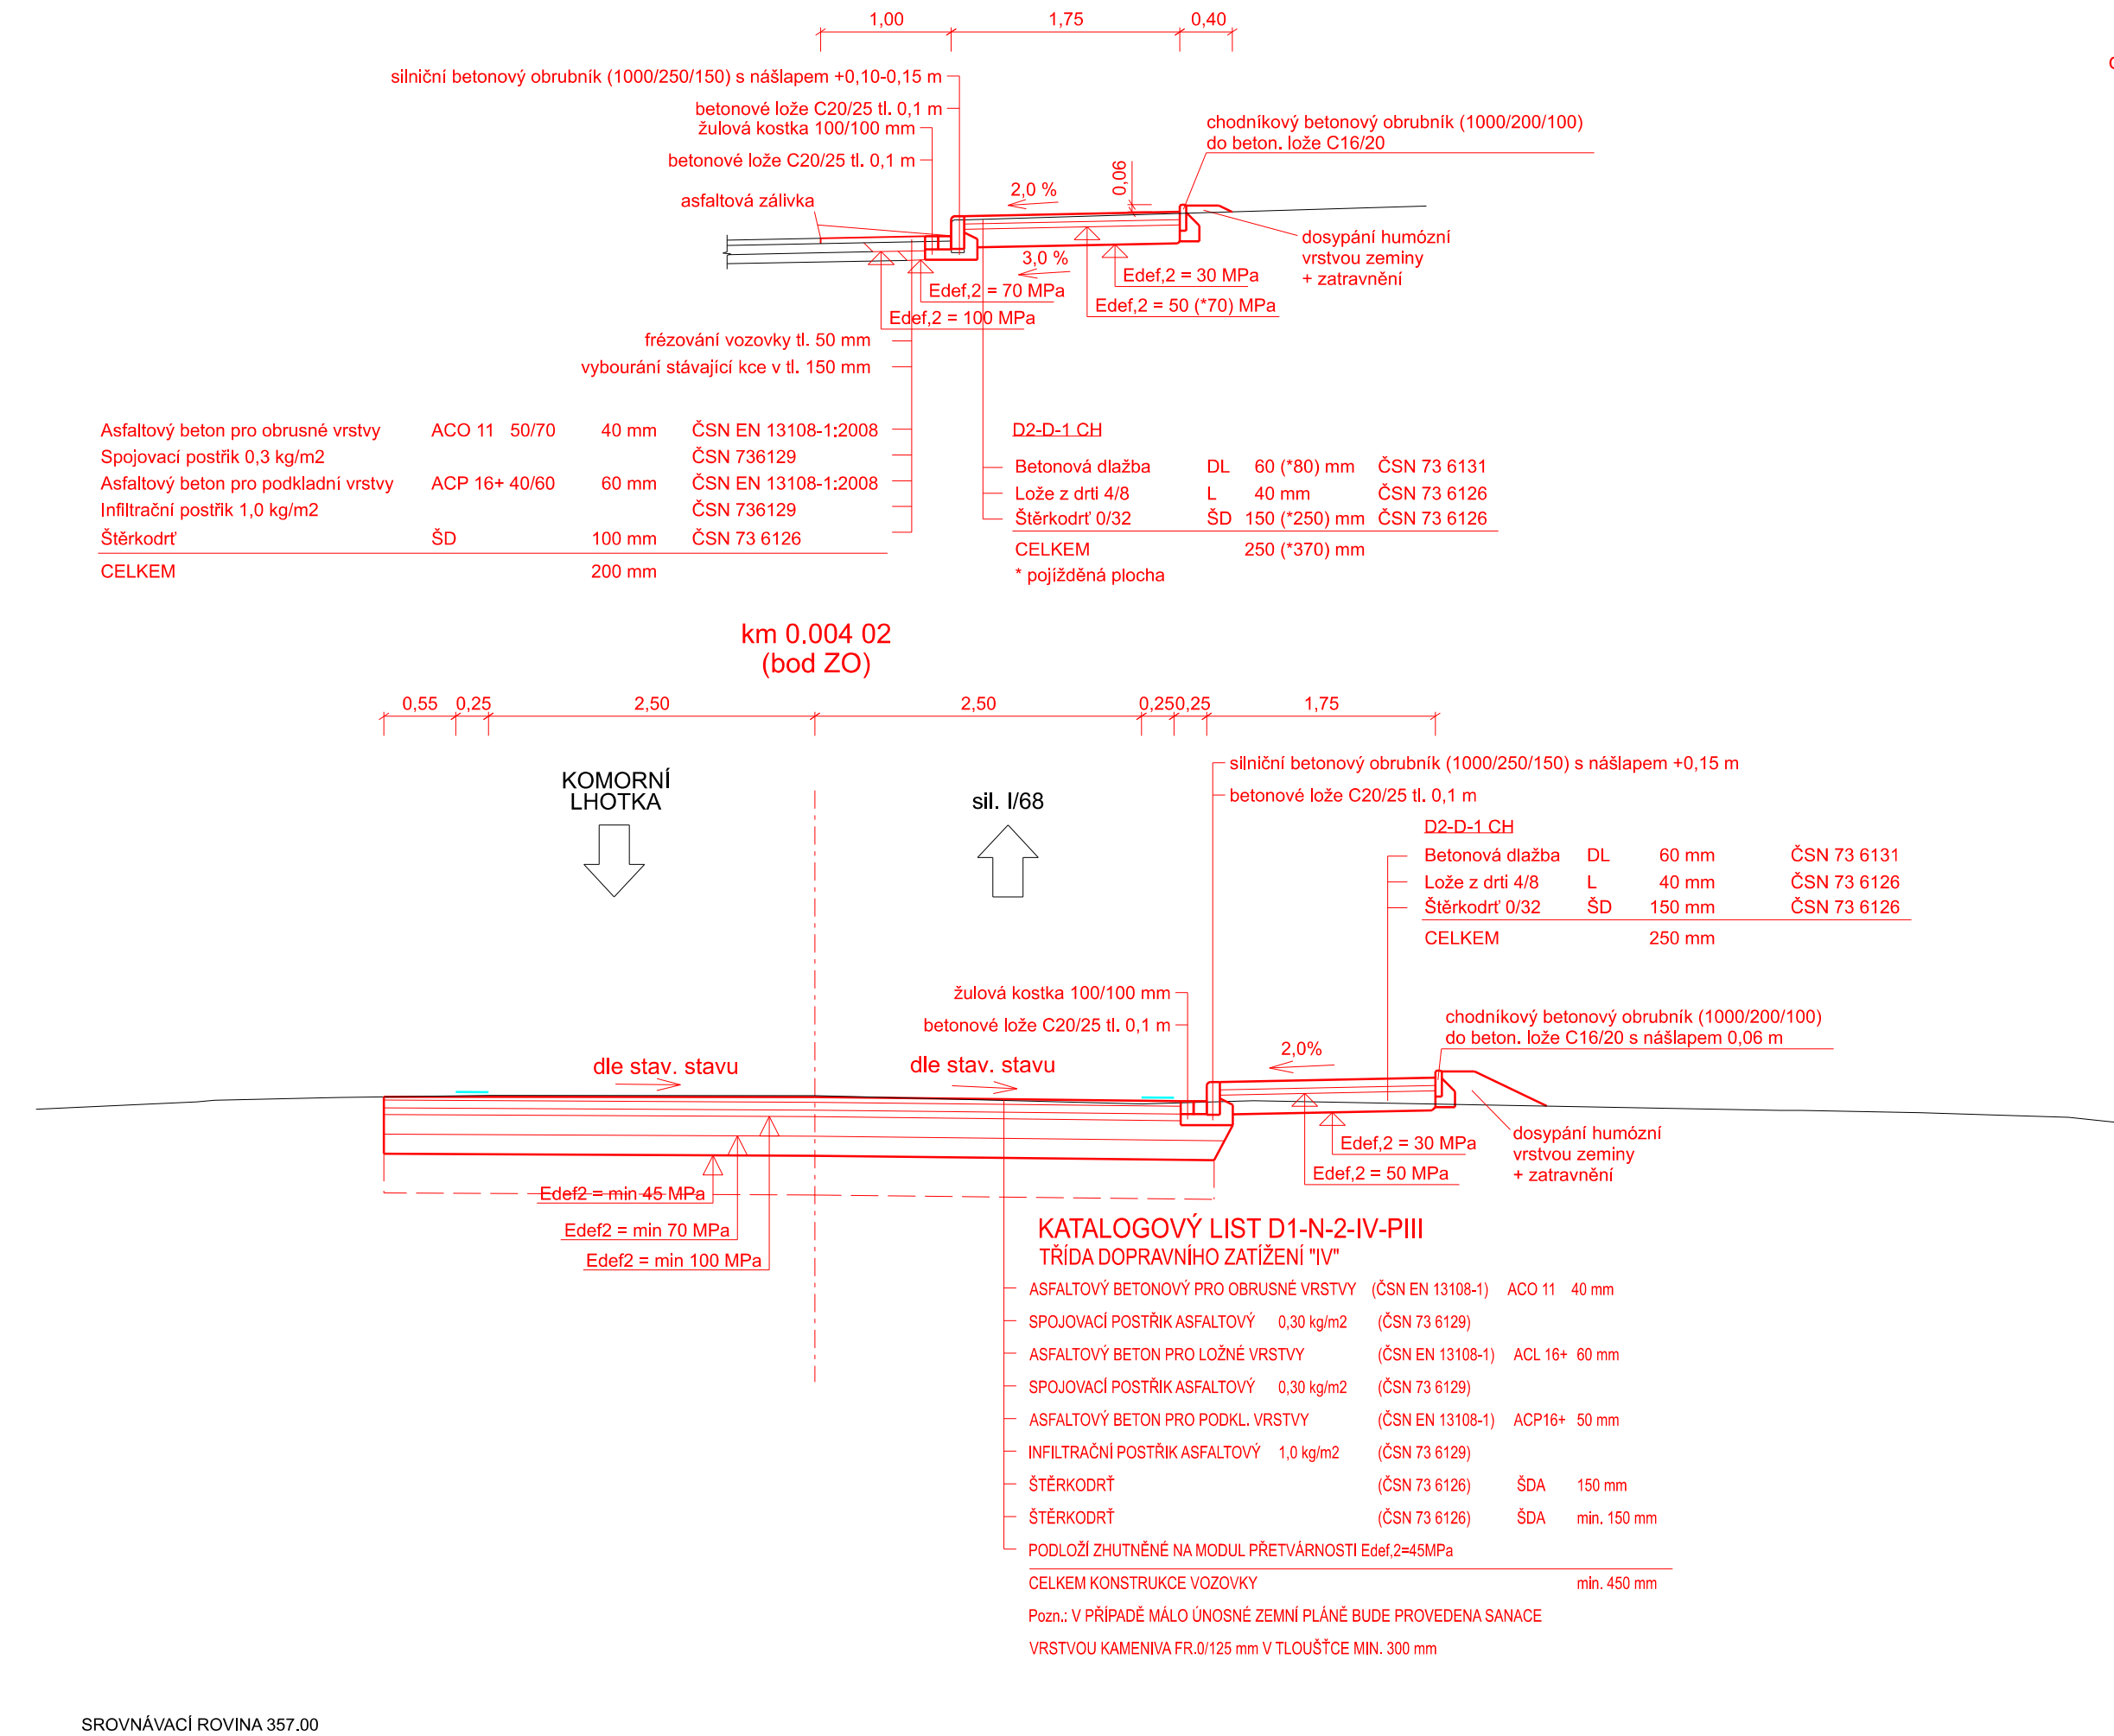 1,00 1,75 0,40
silniční betonový obrubník (1000/250/150) s nášlapem +0,10-0,15 m
betonové lože C20/25 tl. 0,1 m
žulová kostka 100/100 mm
betonové lože C20/25 tl. 0,1 m
asfaltová zálivka
chodníkový betonový obrubník (1000/200/100)
do beton. lože C16/20
2,0 %
0,06
3,0 %
dosypání humózní
vrstvou zeminy
+ zatravnění
Edef,2 = 30 MPa
Edef,2 = 70 MPa
Edef,2 = 50 (*70) MPa
Edef,2 = 100 MPa
frézování vozovky tl. 50 mm
vybourání stávající kce v tl. 150 mm
Asfaltový beton pro obrusné vrstvy ACO 11 50/70 40 mm ČSN EN 13108-1:2008
Spojovací postřik 0,3 kg/m2 ČSN 736129
Asfaltový beton pro podkladní vrstvy ACP 16+ 40/60 60 mm ČSN EN 13108-1:2008
Infiltrační postřik 1,0 kg/m2 ČSN 736129
Štěrkodrť ŠD 100 mm ČSN 73 6126
CELKEM 200 mm
D2-D-1 CH
Betonová dlažba DL 60 (*80) mm ČSN 73 6131
Lože z drti 4/8 L 40 mm ČSN 73 6126
Štěrkodrť 0/32 ŠD 150 (*250) mm ČSN 73 6126
CELKEM 250 (*370) mm
* pojížděná plocha
km 0.004 02
(bod ZO)
0,55 0,25 2,50 2,50 0,25 0,25 1,75
KOMORNÍ
LHOTKA
sil. I/68
silniční betonový obrubník (1000/250/150) s nášlapem +0,15 m
betonové lože C20/25 tl. 0,1 m
D2-D-1 CH
Betonová dlažba DL 60 mm ČSN 73 6131
Lože z drti 4/8 L 40 mm ČSN 73 6126
Štěrkodrť 0/32 ŠD 150 mm ČSN 73 6126
CELKEM 250 mm
žulová kostka 100/100 mm
betonové lože C20/25 tl. 0,1 m
chodníkový betonový obrubník (1000/200/100)
do beton. lože C16/20 s nášlapem 0,06 m
dle stav. stavu
dle stav. stavu
2,0%
Edef,2 = 30 MPa
Edef,2 = 50 MPa
dosypání humózní
vrstvou zeminy
+ zatravnění
Edef2 = min 45 MPa
Edef2 = min 70 MPa
Edef2 = min 100 MPa
KATALOGOVÝ LIST D1-N-2-IV-PIII
TŘÍDA DOPRAVNÍHO ZATÍŽENÍ "IV"
ASFALTOVÝ BETONOVÝ PRO OBRUSNÉ VRSTVY (ČSN EN 13108-1) ACO 11 40 mm
SPOJOVACÍ POSTŘIK ASFALTOVÝ 0,30 kg/m2 (ČSN 73 6129)
ASFALTOVÝ BETON PRO LOŽNÉ VRSTVY (ČSN EN 13108-1) ACL 16+ 60 mm
SPOJOVACÍ POSTŘIK ASFALTOVÝ 0,30 kg/m2 (ČSN 73 6129)
ASFALTOVÝ BETON PRO PODKL. VRSTVY (ČSN EN 13108-1) ACP16+ 50 mm
INFILTRAČNÍ POSTŘIK ASFALTOVÝ 1,0 kg/m2 (ČSN 73 6129)
ŠTĚRKODRŤ (ČSN 73 6126) ŠDA 150 mm
ŠTĚRKODRŤ (ČSN 73 6126) ŠDA min. 150 mm
PODLOŽÍ ZHUTNĚNÉ NA MODUL PŘETVÁRNOSTI Edef,2=45MPa
CELKEM KONSTRUKCE VOZOVKY min. 450 mm
Pozn.: V PŘÍPADĚ MÁLO ÚNOSNÉ ZEMNÍ PLÁNĚ BUDE PROVEDENA SANACE
VRSTVOU KAMENIVA FR.0/125 mm V TLOUŠŤCE MIN. 300 mm
SROVNÁVACÍ ROVINA 357.00